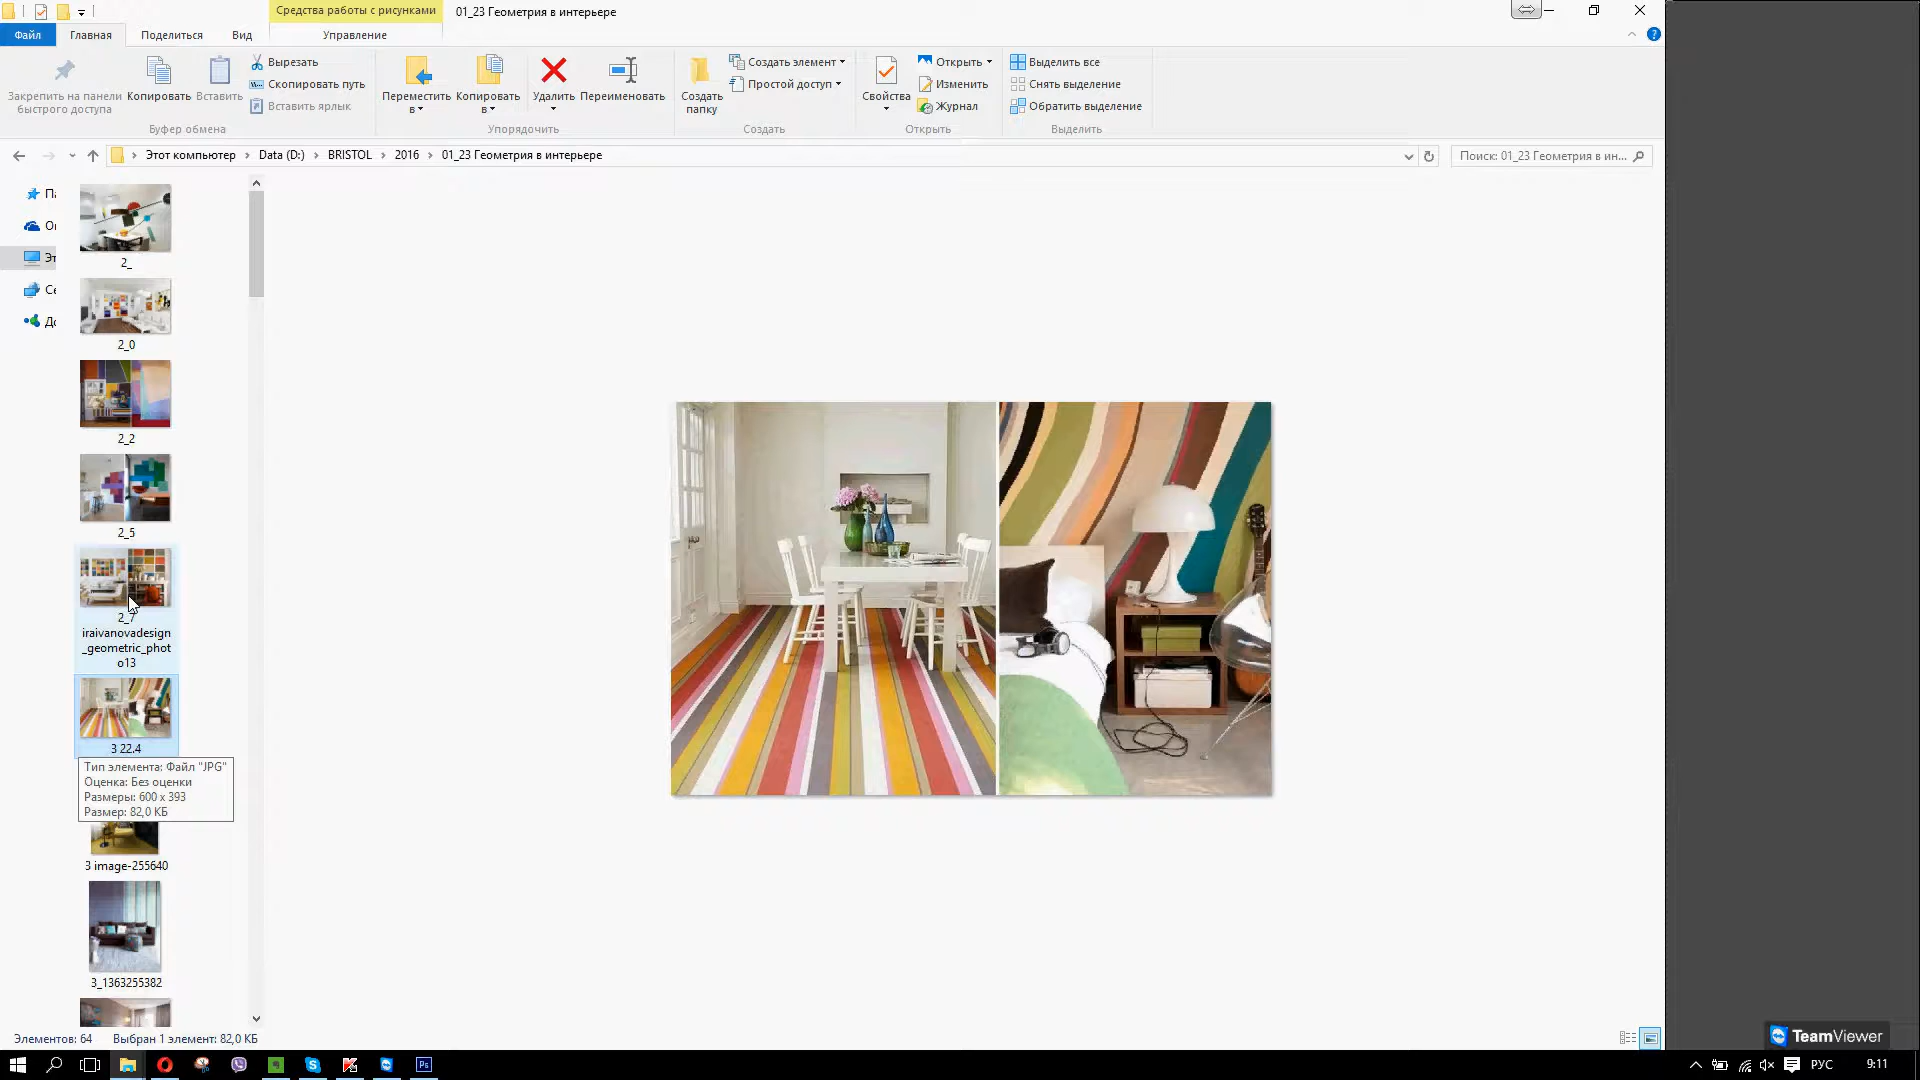 Средства работы с рисунками
01_23 Геометрия в интерьере
Файл
Главная
Поделиться
Вид
Управление
Закрепить на панели быстрого доступа
Копировать
Вставить
Вырезать
Скопировать путь
Вставить ярлык
Буфер обмена
Переместить в
Копировать в
Удалить
Переименовать
Упорядочить
Создать папку
Создать элемент
Простой доступ
Создать
Свойства
Открыть
Изменить
Журнал
Открыть
Выделить все
Снять выделение
Обратить выделение
Выделить
Этот компьютер
Data (D:)
BRISTOL
2016
01_23 Геометрия в интерьере
Поиск: 01_23 Геометрия в ин...
2_
2_0
2_2
2_5
2_7
iraivanovadesign
_geometric_phot
o13
3 22.4
Тип элемента: Файл "JPG"
Оценка: Без оценки
Размеры: 600 x 393
Размер: 82,0 КБ
3 image-255640
3_1363255382
Элементов: 64
Выбран 1 элемент: 82,0 КБ
TeamViewer
Ps
РУС
9:11